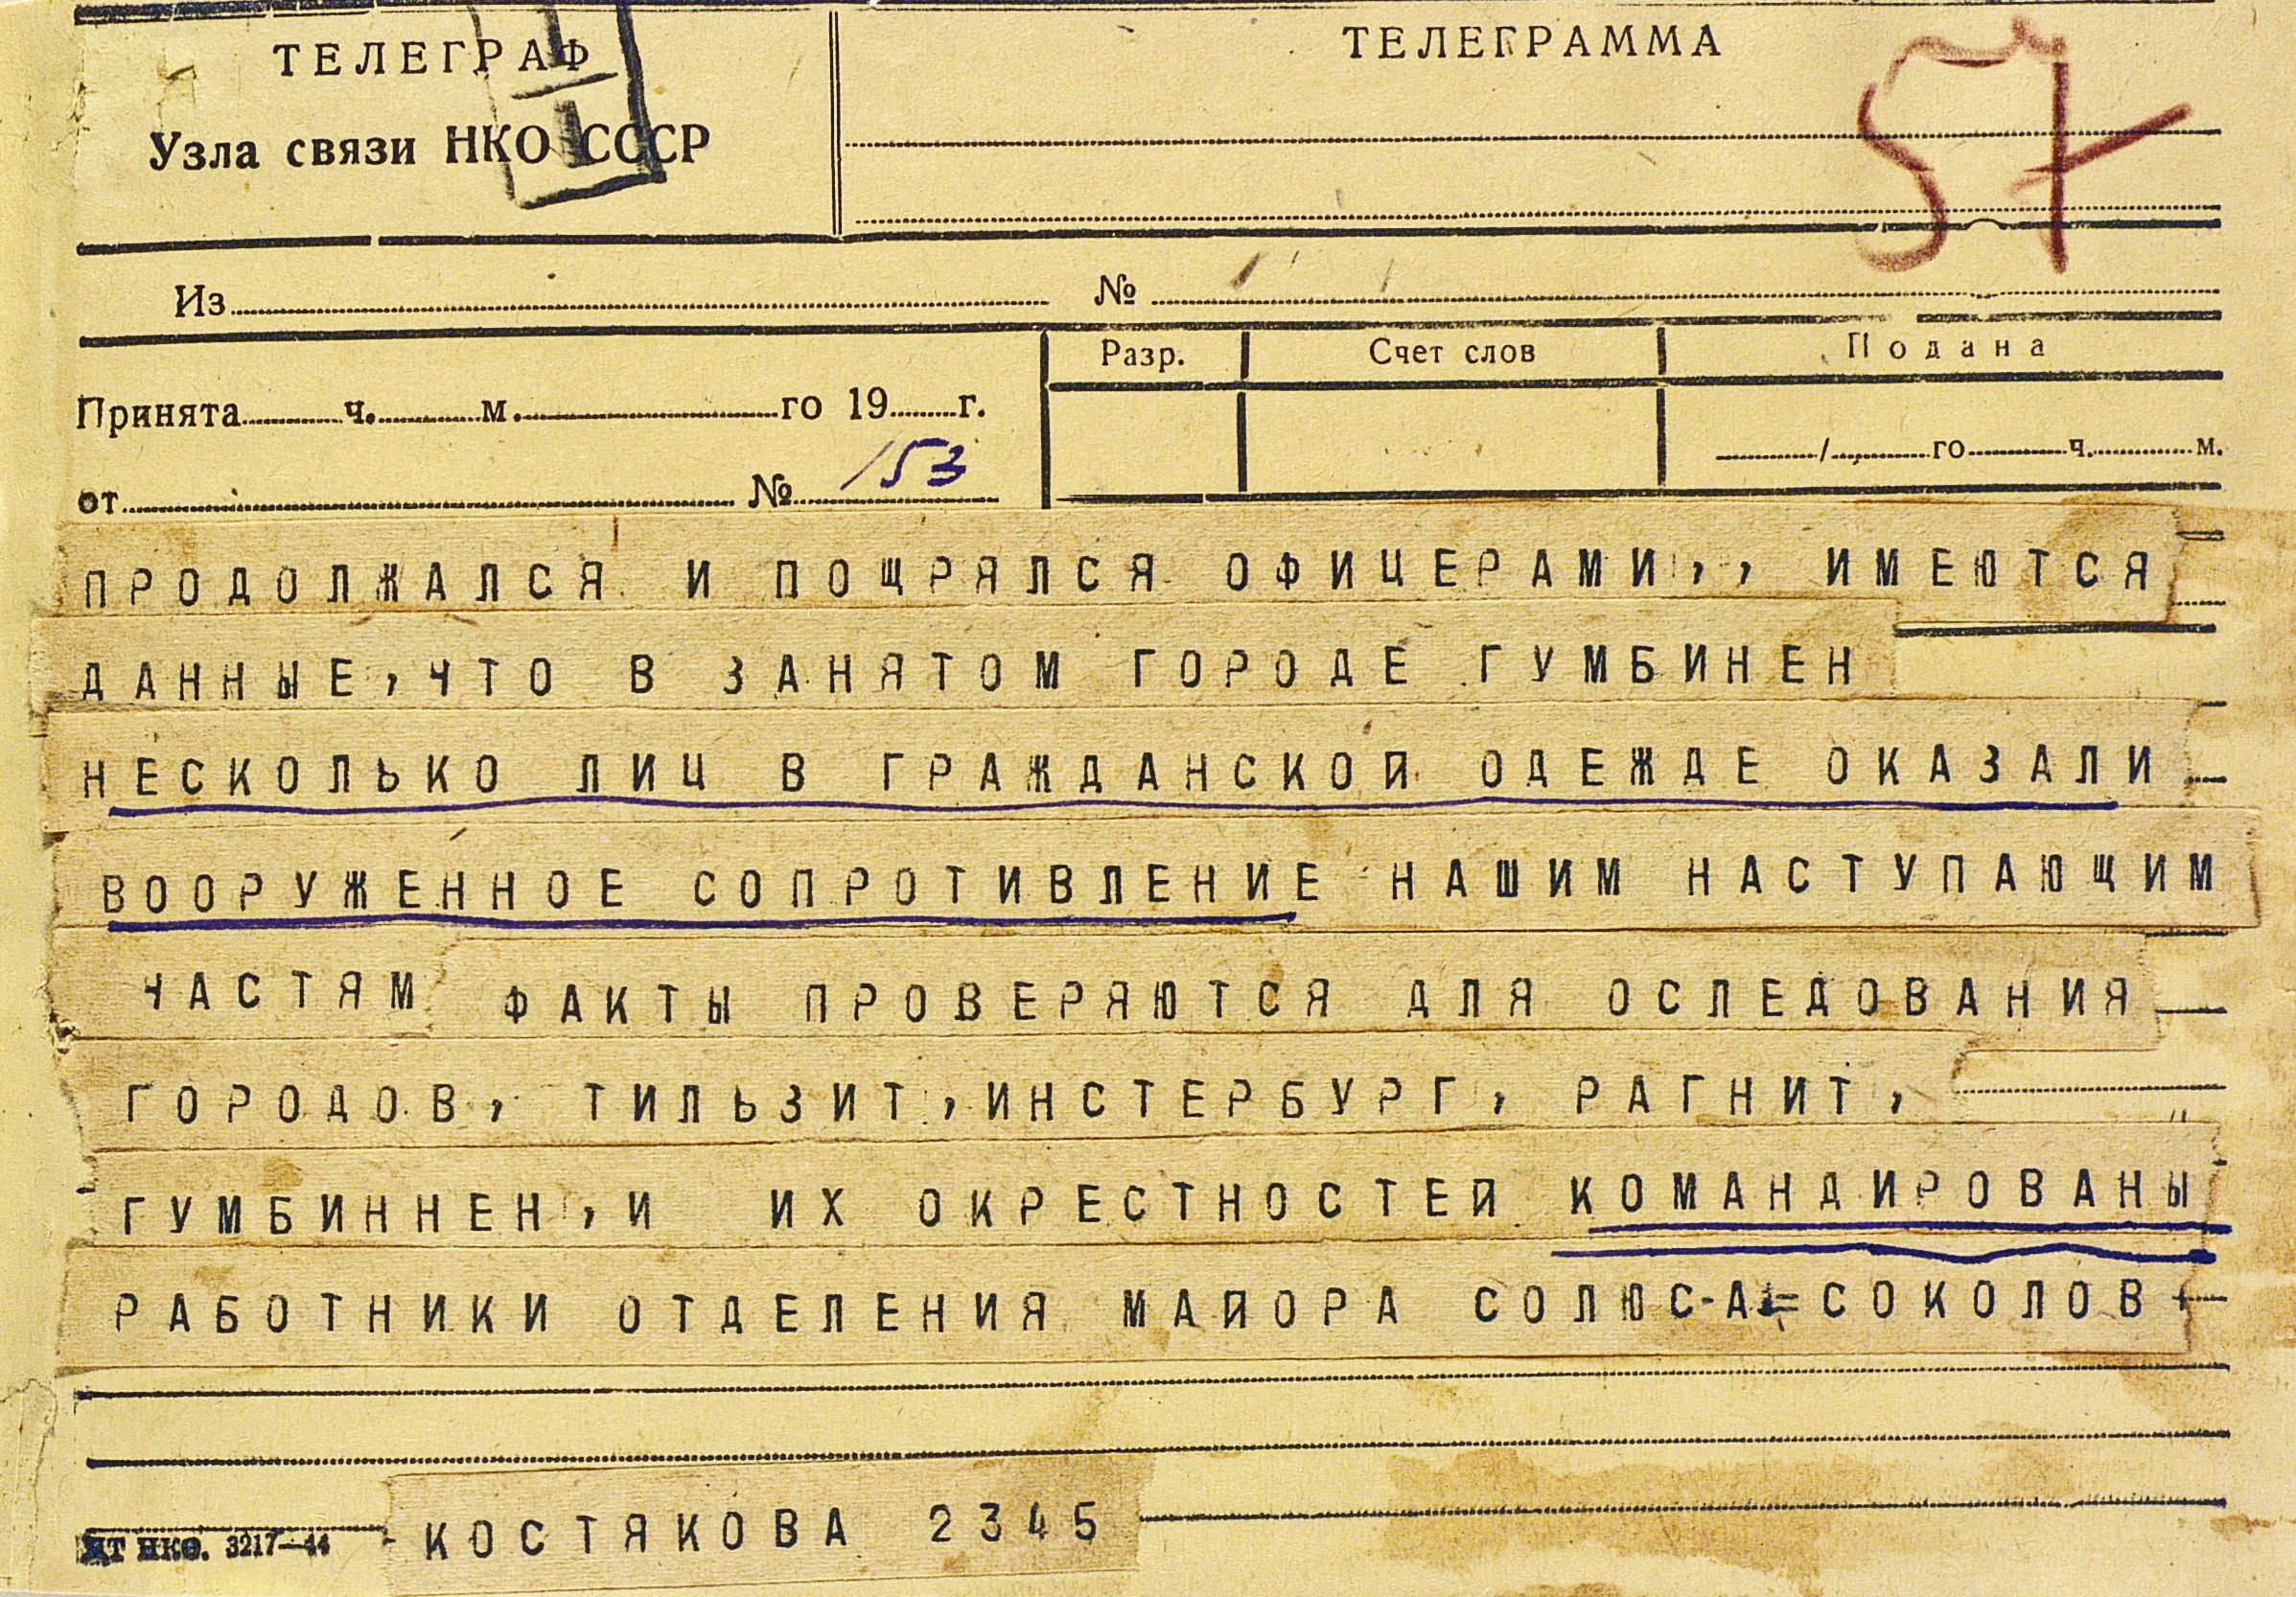 ТЕЛЕГРАФ
Узла связи НКО СССР
ТЕЛЕГРАММА
57
Из № 
Принята ч. м. го 19 г.
Разр. Счет слов Подана
/ го ч. м.
от № 153
ПРОДОЛЖАЛСЯ И ПОЩРЯЛСЯ ОФИЦЕРАМИ,, ИМЕЮТСЯ
ДАННЫЕ,ЧТО В ЗАНЯТОМ ГОРОДЕ ГУМБИНЕН
НЕСКОЛЬКО ЛИЦ В ГРАЖДАНСКОЙ ОДЕЖДЕ ОКАЗАЛИ
ВООРУЖЕННОЕ СОПРОТИВЛЕНИЕ НАШИМ НАСТУПАЮЩИМ
ЧАСТЯМ ФАКТЫ ПРОВЕРЯЮТСЯ ДЛЯ ОСЛЕДОВАНИЯ
ГОРОДОВ, ТИЛЬЗИТ,ИНСТЕРБУРГ, РАГНИТ,
ГУМБИННЕН,И ИХ ОКРЕСТНОСТЕЙ КОМАНДИРОВАНЫ
РАБОТНИКИ ОТДЕЛЕНИЯ МАЙОРА СОЛЮС-А=СОКОЛОВ
КОСТЯКОВА 2345
НКО. 3217—44